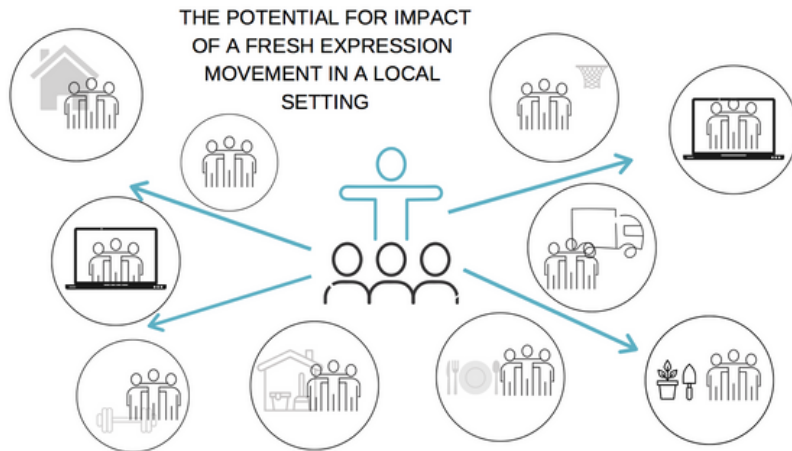 THE POTENTIAL FOR IMPACT
OF A FRESH EXPRESSION
MOVEMENT IN A LOCAL
SETTING